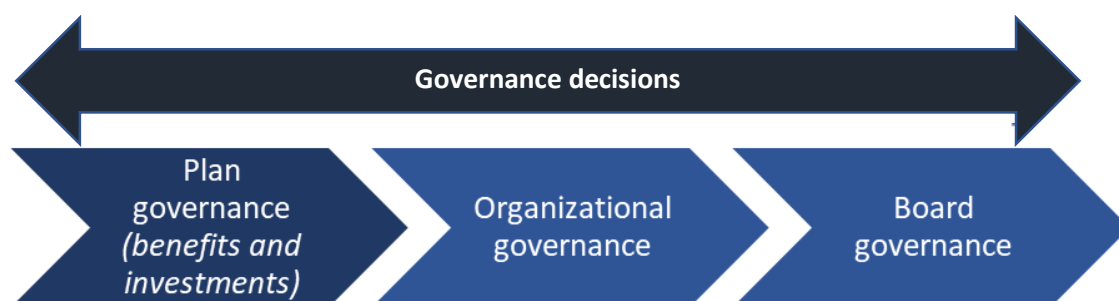 Governance decisions
Plan
governance
(benefits and
investments)
Organizational
governance
Board
governance